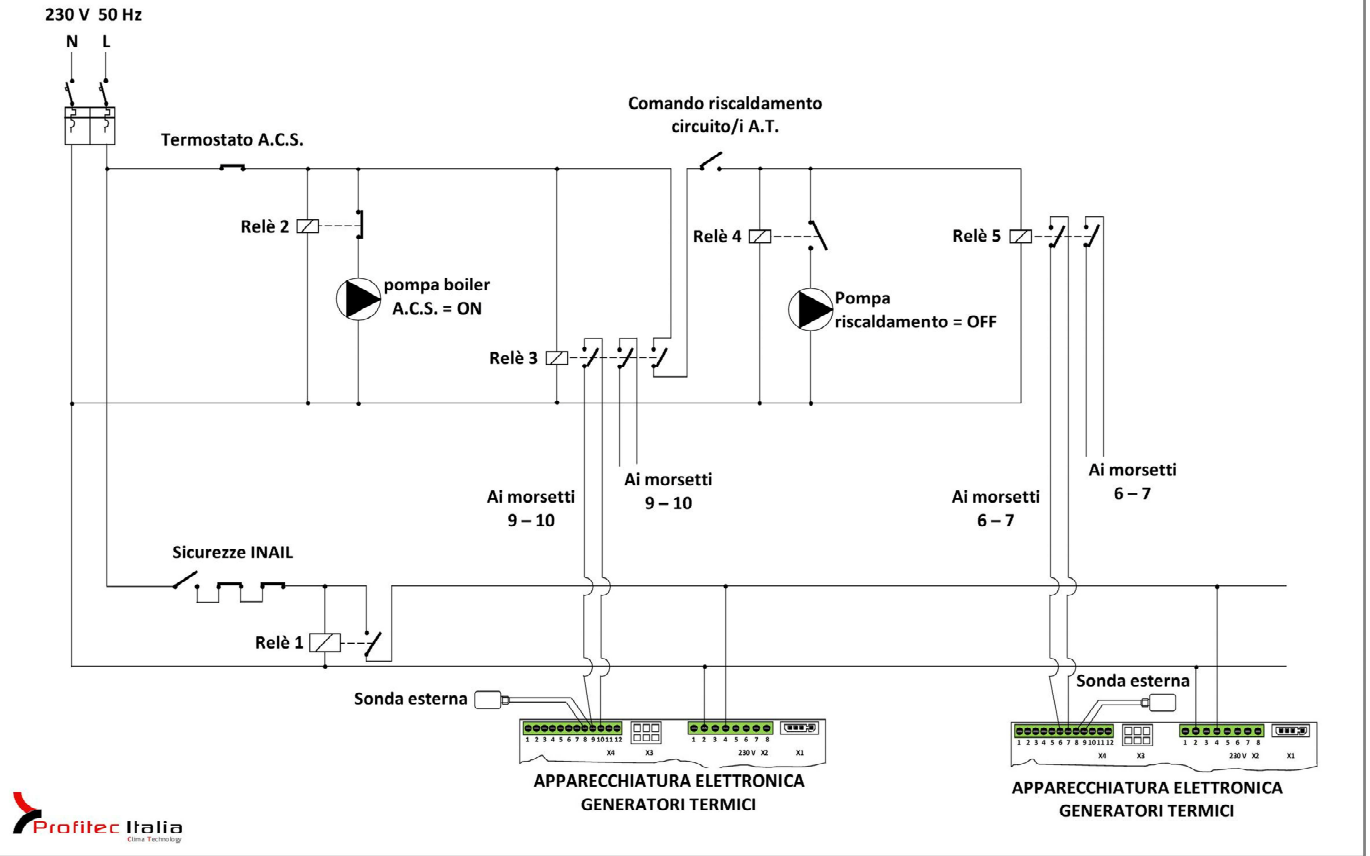 230 V 50 Hz
N L
Termostato A.C.S.
Comando riscaldamento
circuito/i A.T.
Relè 2
pompa boiler
A.C.S. = ON
Relè 4
Pompa
riscaldamento = OFF
Relè 5
Relè 3
Ai morsetti
9 – 10
Ai morsetti
9 – 10
Ai morsetti
6 – 7
Ai morsetti
6 – 7
Sicurezze INAIL
Relè 1
Sonda esterna
Sonda esterna
1 2 3 4 5 6 7 8 9 10 11 12
X4
X3
1 2 3 4 5 6 7 8
230 V X2
X1
APPARECCHIATURA ELETTRONICA
GENERATORI TERMICI
1 2 3 4 5 6 7 8 9 10 11 12
X4
X3
1 2 3 4 5 6 7 8
230 V X2
X1
APPARECCHIATURA ELETTRONICA
GENERATORI TERMICI
Profitec Italia
Clima Technology